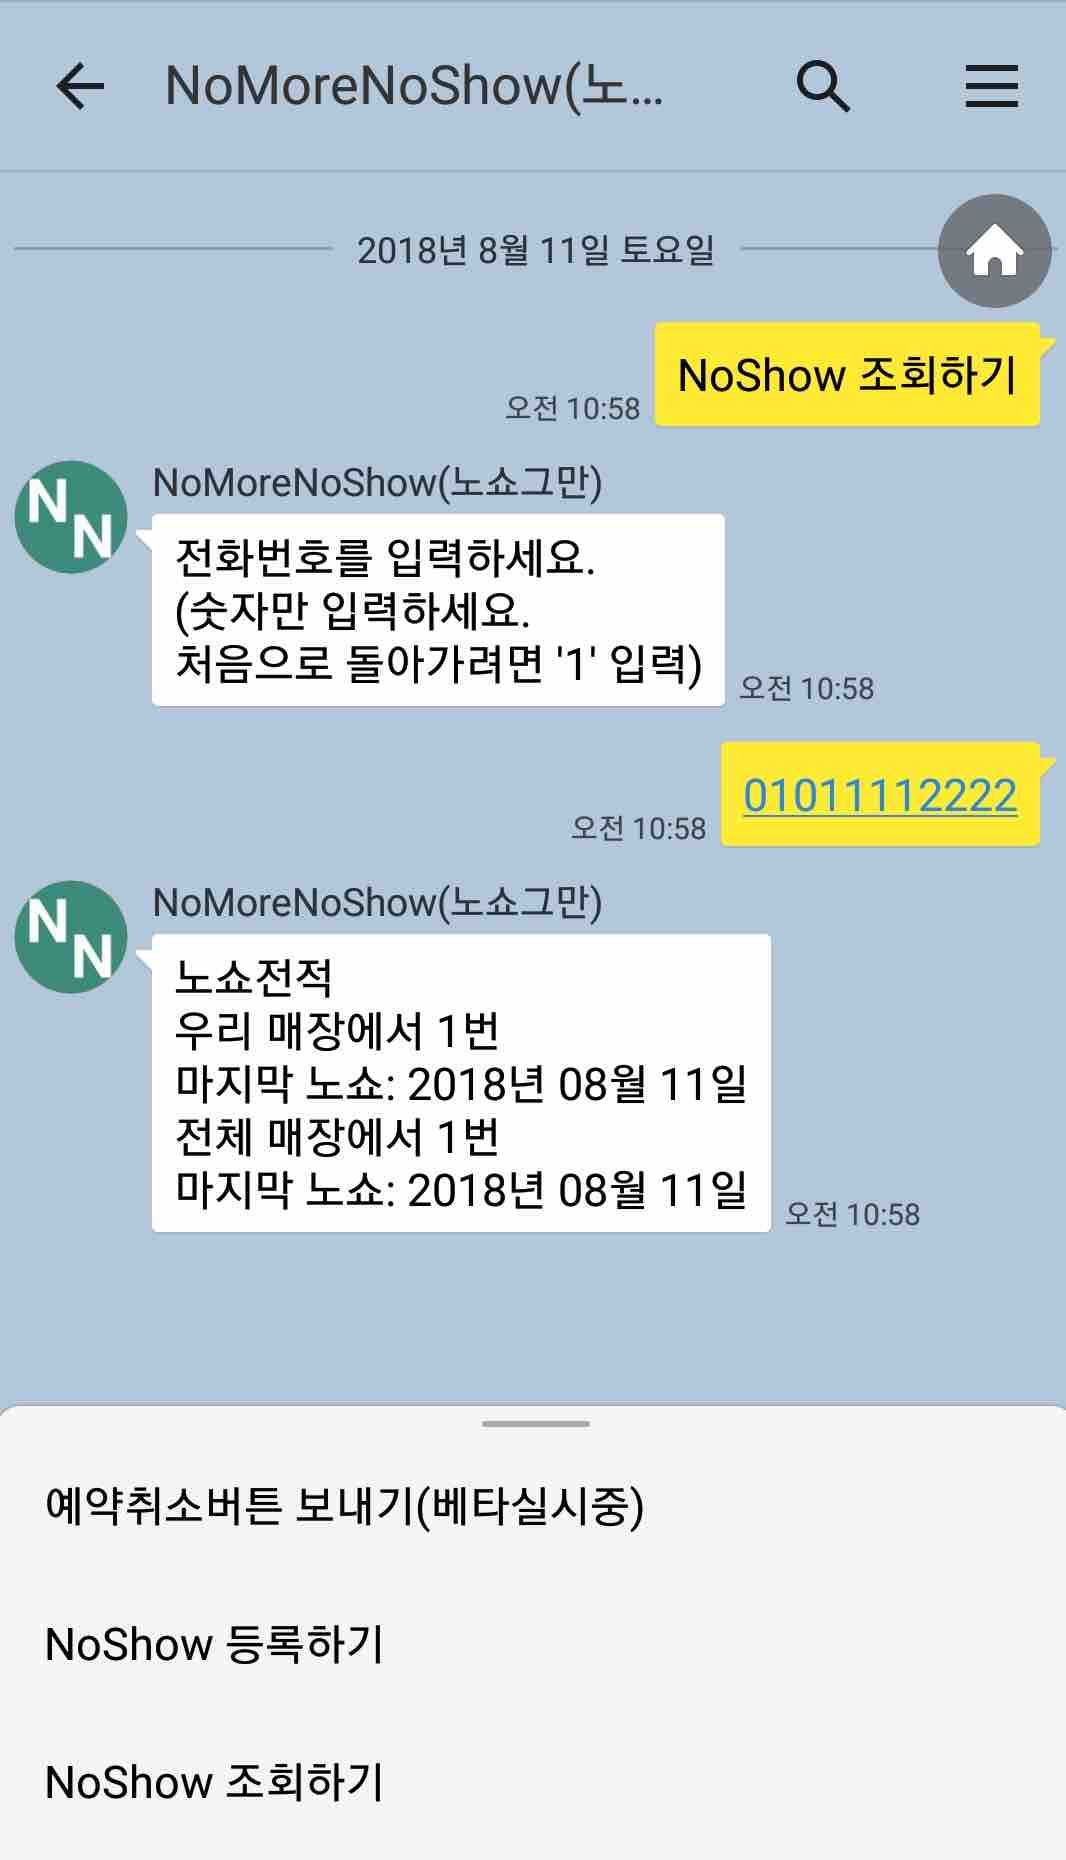 NoMoreNoShow(노...
2018년 8월 11일 토요일
NoShow 조회하기
오전 10:58
NN
NoMoreNoShow(노쇼그만)
전화번호를 입력하세요.
(숫자만 입력하세요.
처음으로 돌아가려면 '1' 입력)
오전 10:58
01011112222
오전 10:58
NN
NoMoreNoShow(노쇼그만)
노쇼전적
우리 매장에서 1번
마지막 노쇼: 2018년 08월 11일
전체 매장에서 1번
마지막 노쇼: 2018년 08월 11일
오전 10:58
예약취소버튼 보내기(베타실시중)
NoShow 등록하기
NoShow 조회하기